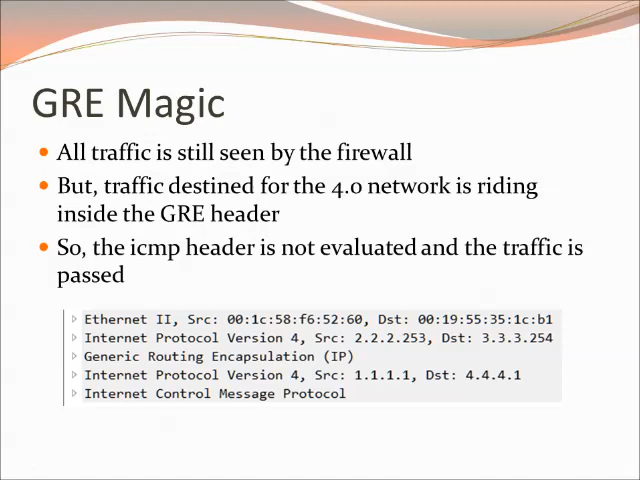 GRE Magic
All traffic is still seen by the firewall
But, traffic destined for the 4.0 network is riding
inside the GRE header
So, the icmp header is not evaluated and the traffic is
passed
Ethernet II, Src: 00:1c:58:f6:52:60, Dst: 00:19:55:35:1c:b1
Internet Protocol Version 4, Src: 2.2.2.253, Dst: 3.3.3.254
Generic Routing Encapsulation (IP)
Internet Protocol Version 4, Src: 1.1.1.1, Dst: 4.4.4.1
Internet Control Message Protocol